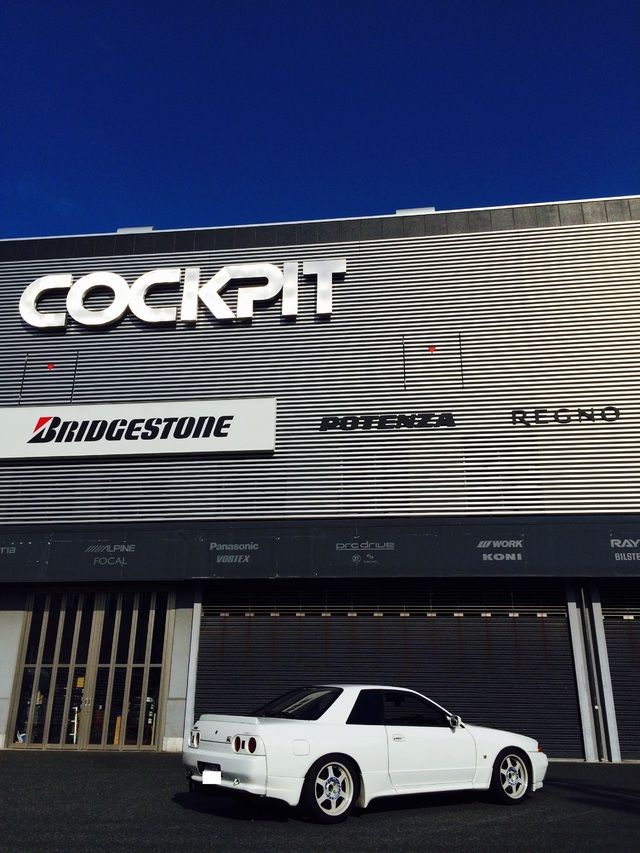 COCKPIT
BRIDGESTONE
POTENZA
REGNO
ALPINE
FOCAL
Panasonic
VORTEX
prodrive
WORK
KONI
RAY
BILSTE